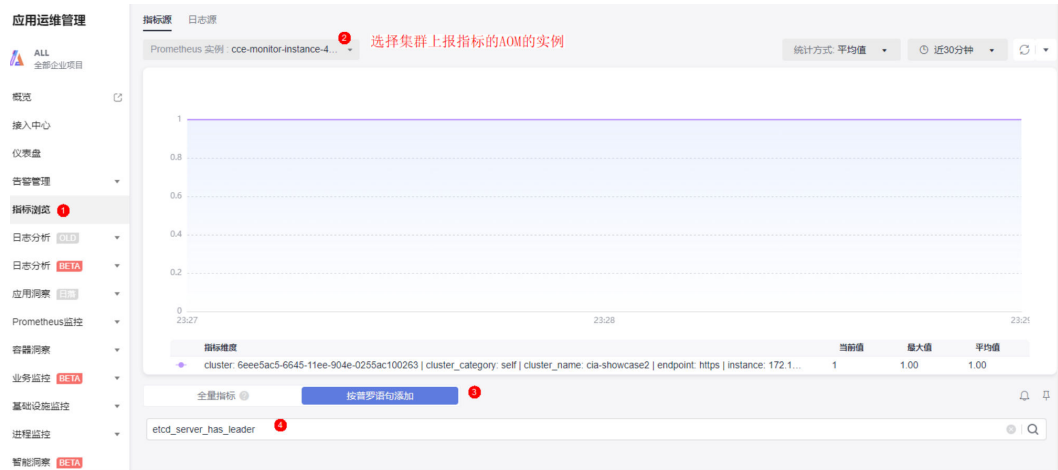 应用运维管理
ALL
全部企业项目
概览
接入中心
仪表盘
告警管理
指标浏览 1
日志分析 OLD
日志分析 BETA
应用洞察 日落
Prometheus监控
容器洞察
业务监控 BETA
基础设施监控
进程监控
智能洞察 BETA
指标源 日志源
Prometheus 实例 : cce-monitor-instance-4... 2 选择集群上报指标的AOM的实例
统计方式: 平均值 近30分钟
1
0.8
0.6
0.4
0.2
0
23:27 23:28 23:29
指标维度 当前值 最大值 平均值
cluster: 6eee5ac5-6645-11ee-904e-0255ac100263 | cluster_category: self | cluster_name: cia-showcase2 | endpoint: https | instance: 172.1... 1 1.00 1.00
全量指标 按普罗语句添加 3
etcd_server_has_leader 4